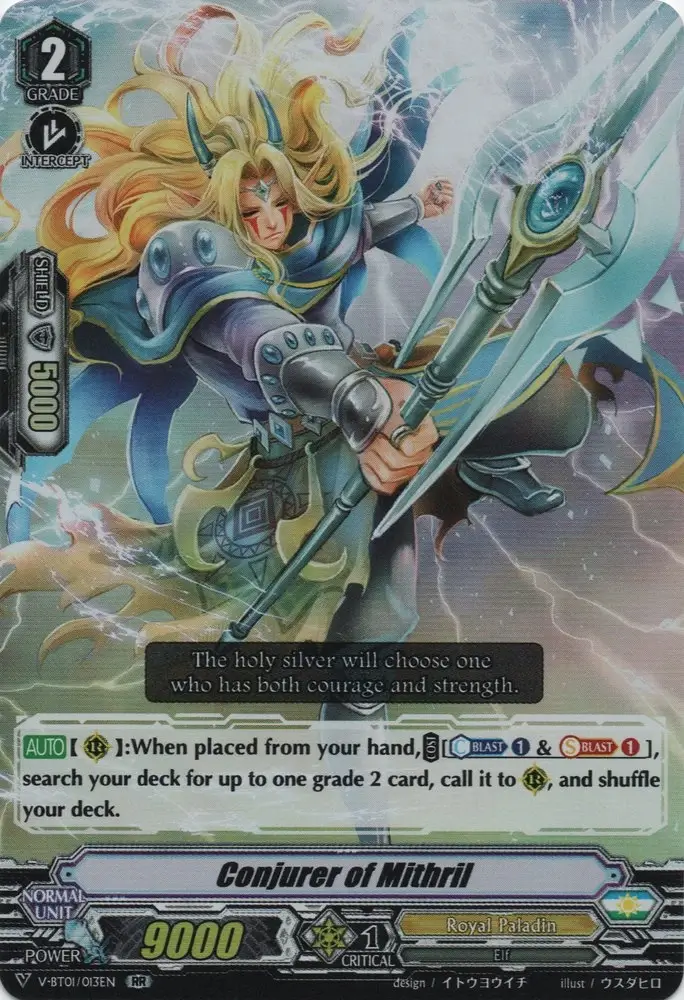 2
GRADE
INTERCEPT
SHIELD
5000
The holy silver will choose one
who has both courage and strength.
AUTO【 R 】:When placed from your hand, COST [C BLAST 1 & S BLAST 1],
search your deck for up to one grade 2 card, call it to R, and shuffle
your deck.
Conjurer of Mithril
NORMAL
UNIT
POWER 9000
1
CRITICAL
Royal Paladin
Elf
V-BT01/013EN RR
design / イトウヨウイチ
illust / ウスダヒロ